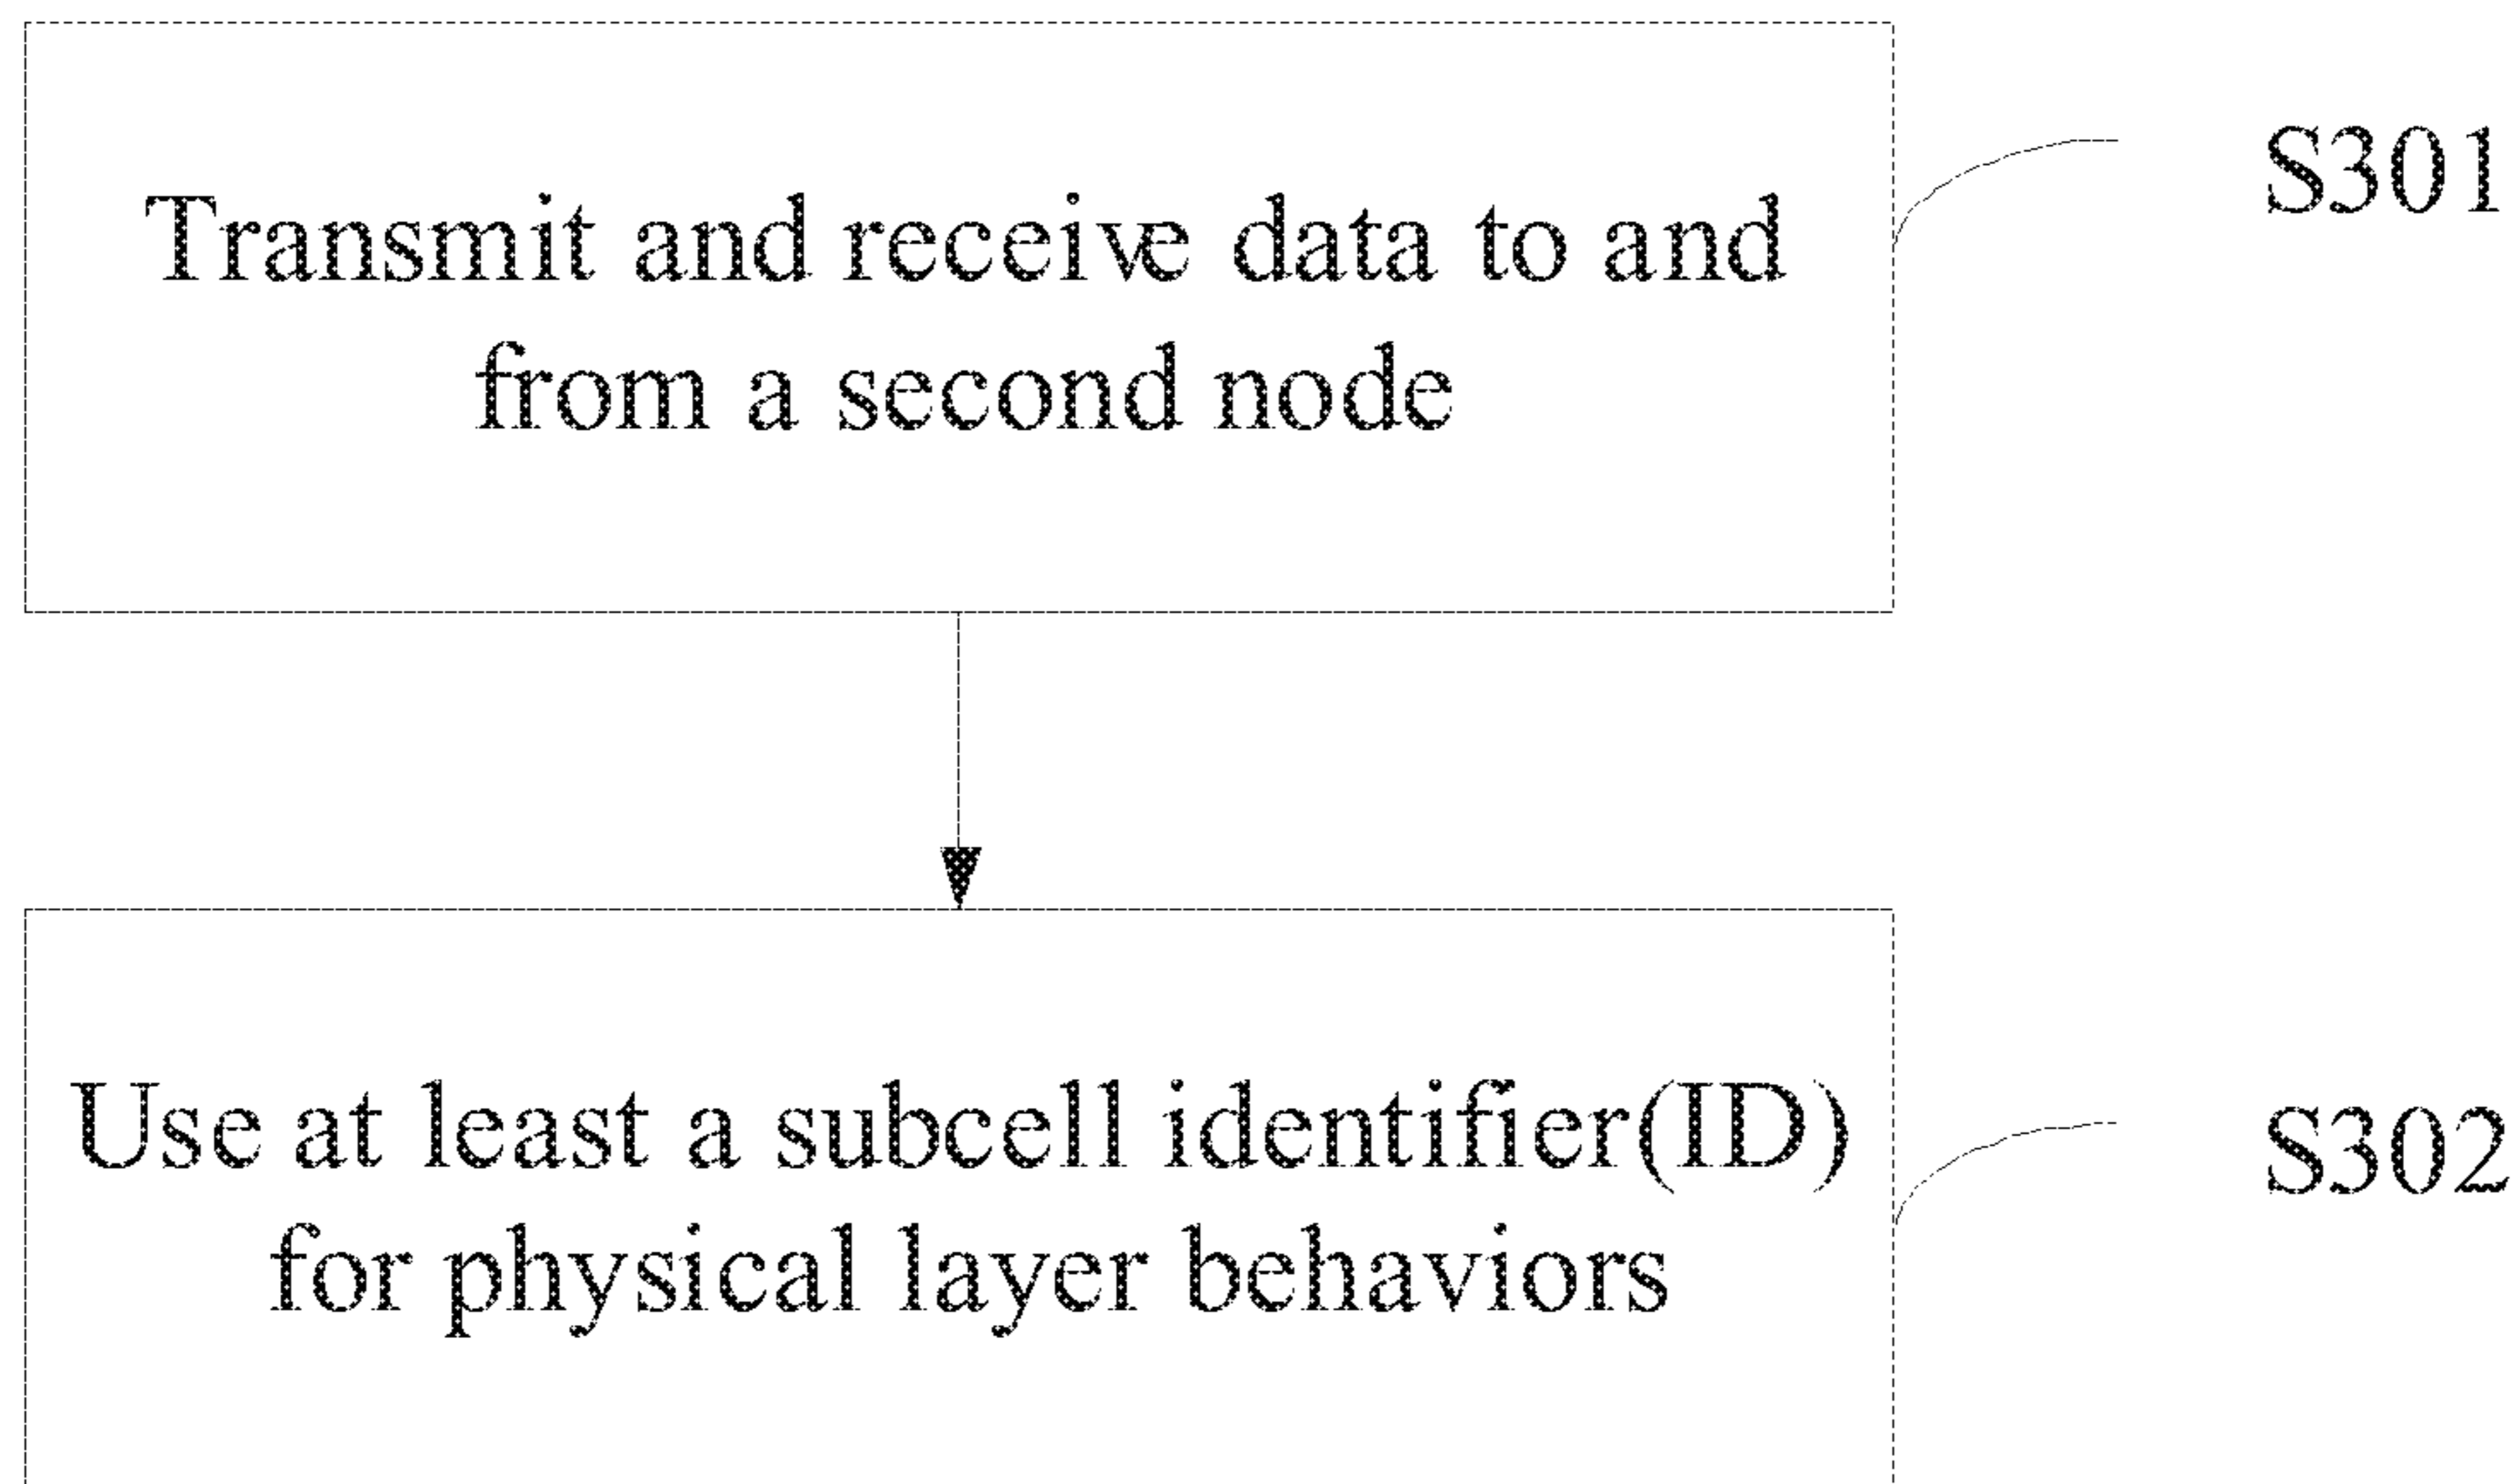 Transmit and receive data to and
from a second node
S301
Use at least a subcell identifier(ID)
for physical layer behaviors
S302